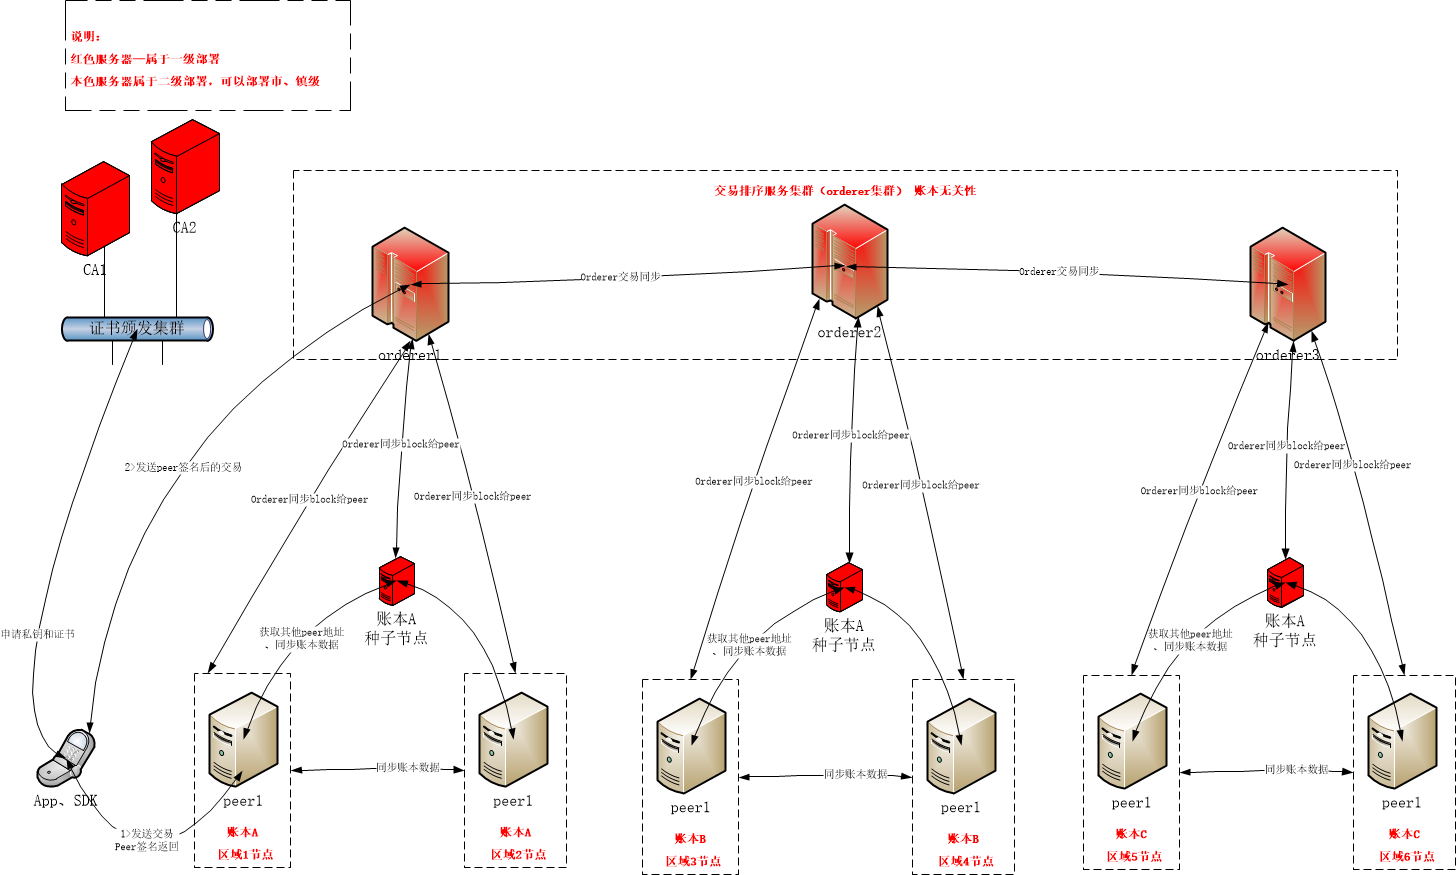 说明:
红色服务器—属于一级部署
本色服务器属于二级部署，可以部署市、镇级
CA2
CA1
证书颁发集群
交易排序服务集群（orderer集群） 账本无关性
Orderer交易同步
Orderer交易同步
orderer1
orderer2
orderer3
2>发送peer签名后的交易
Orderer同步block给peer
Orderer同步block给peer
Orderer同步block给peer
Orderer同步block给peer
Orderer同步block给peer
Orderer同步block给peer
Orderer同步block给peer
Orderer同步block给peer
Orderer同步block给peer
申请私钥和证书
账本A
种子节点
账本A
种子节点
账本A
种子节点
获取其他peer地址
、同步账本数据
获取其他peer地址
、同步账本数据
获取其他peer地址
、同步账本数据
同步账本数据
同步账本数据
同步账本数据
App、SDK
1>发送交易
Peer签名返回
peer1
账本A
区域1节点
peer1
账本A
区域2节点
peer1
账本B
区域3节点
peer1
账本B
区域4节点
peer1
账本C
区域5节点
peer1
账本C
区域6节点